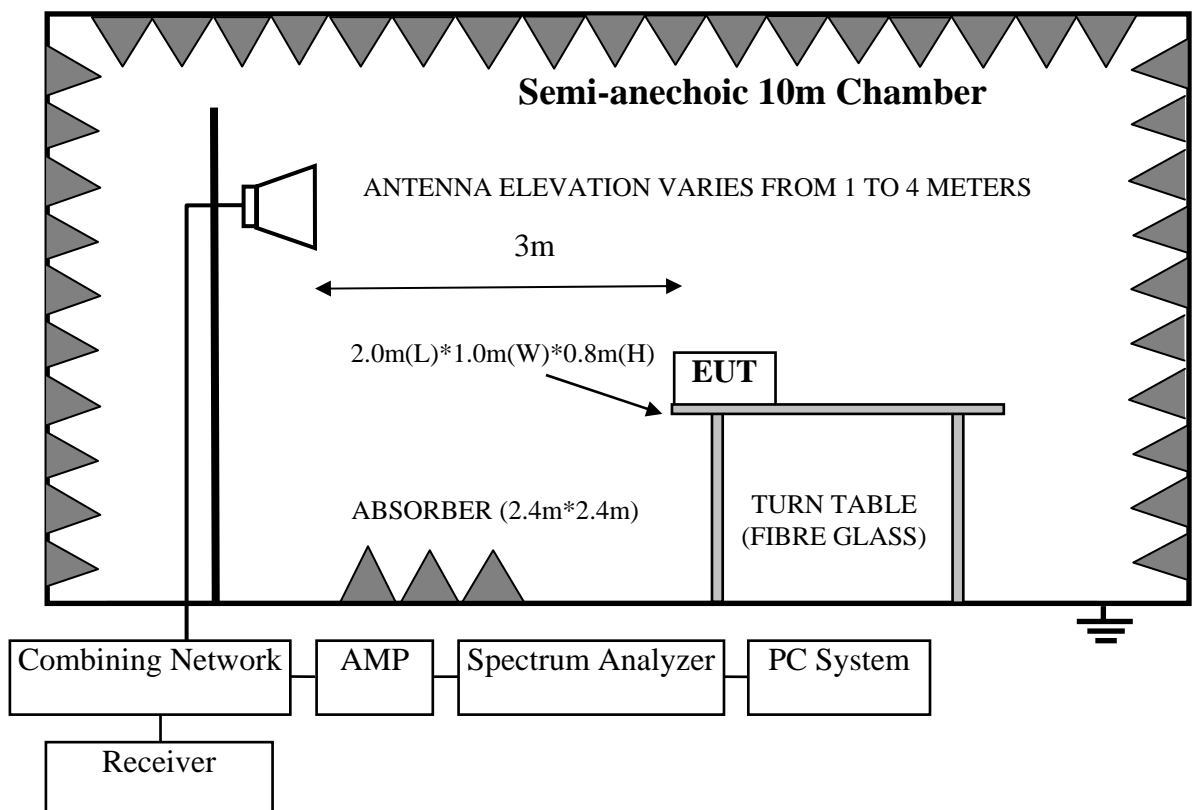 Semi-anechoic 10m Chamber
ANTENNA ELEVATION VARIES FROM 1 TO 4 METERS
3m
2.0m(L)*1.0m(W)*0.8m(H)
EUT
ABSORBER (2.4m*2.4m)
TURN TABLE
(FIBRE GLASS)
Combining Network
AMP
Spectrum Analyzer
PC System
Receiver